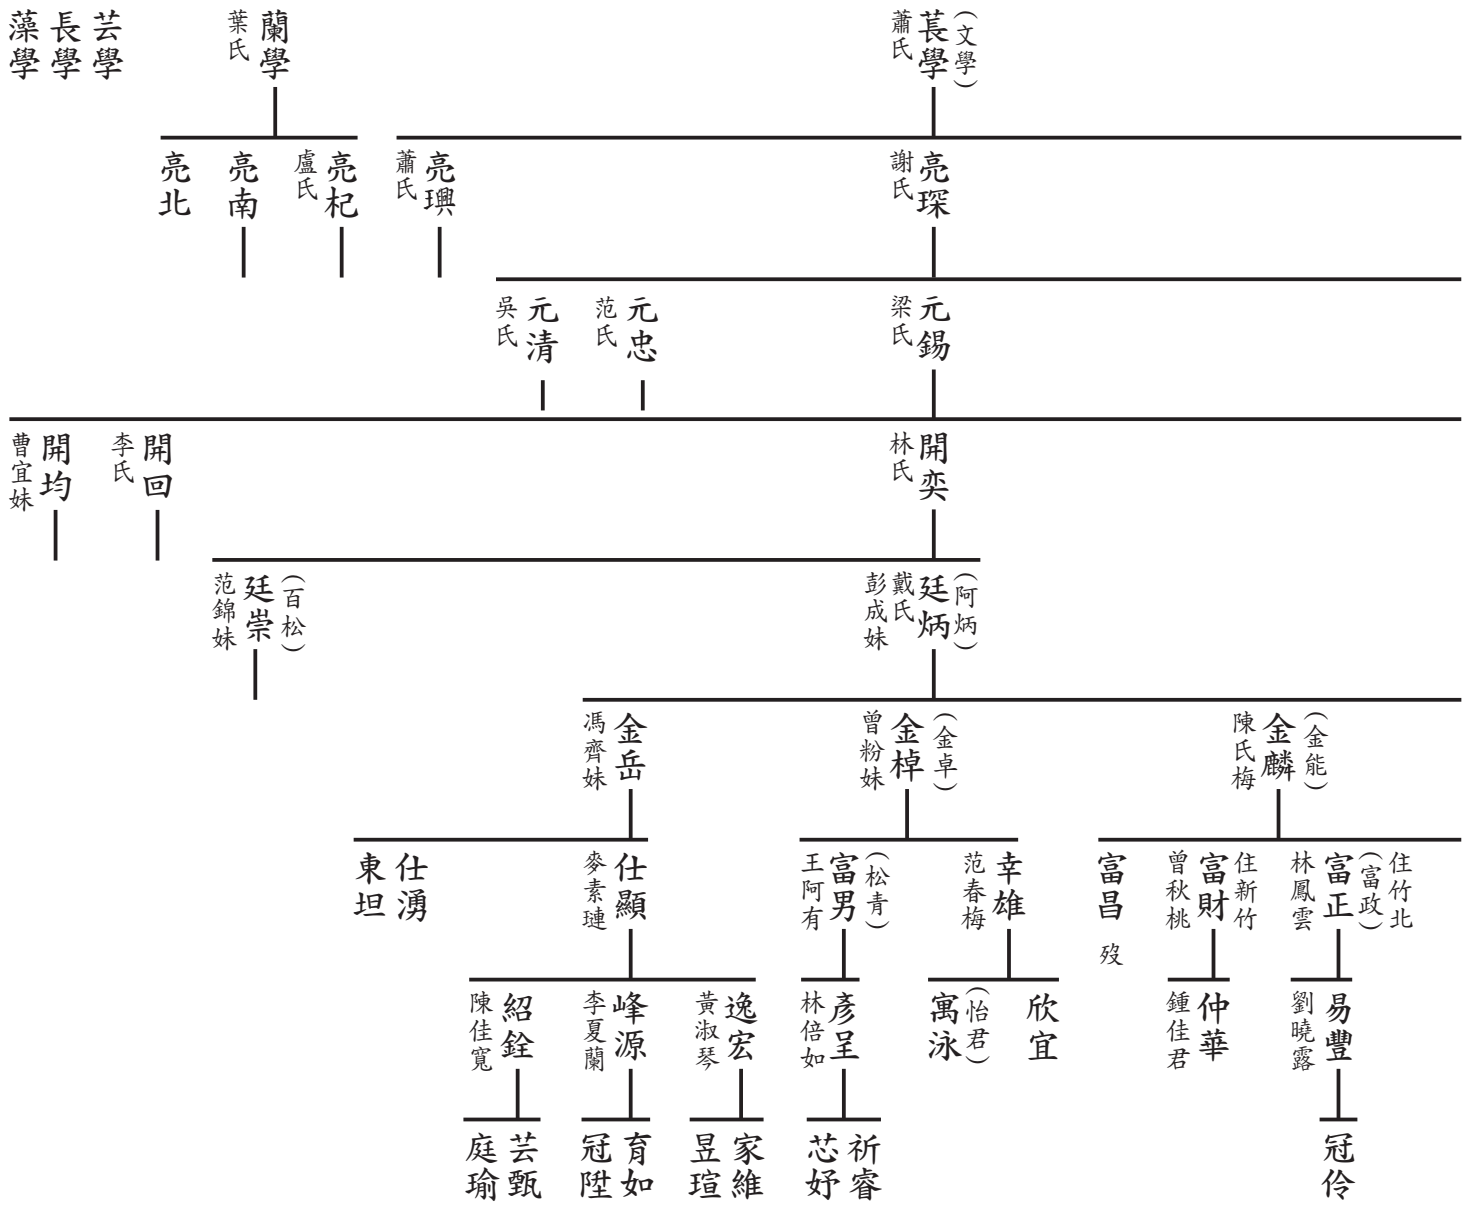 (文學)
萇學
蕭氏
蘭學
葉氏
芸學
長學
藻學
亮琛
謝氏
亮璵
蕭氏
亮杞
盧氏
亮南
亮北
元錫
梁氏
元忠
范氏
元清
吳氏
開奕
林氏
開回
李氏
開均
曹宜妹
(阿炳)
廷炳
戴氏
彭成妹
(百松)
廷崇
范錦妹
(金能)
金麟
陳氏梅
(金卓)
金棹
曾粉妹
金岳
馮齊妹
住竹北
(富政)
富正
林鳳雲
住新竹
富財
曾秋桃
富昌 歿
幸雄
范春梅
(松青)
富男
王阿有
仕顯
麥素璉
仕湧
東坦
易豐
劉曉露
仲華
鍾佳君
欣宜
(怡君)
寓泳
彥呈
林倍如
逸宏
黃淑琴
峰源
李夏蘭
紹銓
陳佳寬
冠伶
祈睿
芯妤
家維
昱瑄
育如
冠陞
芸甄
庭瑜